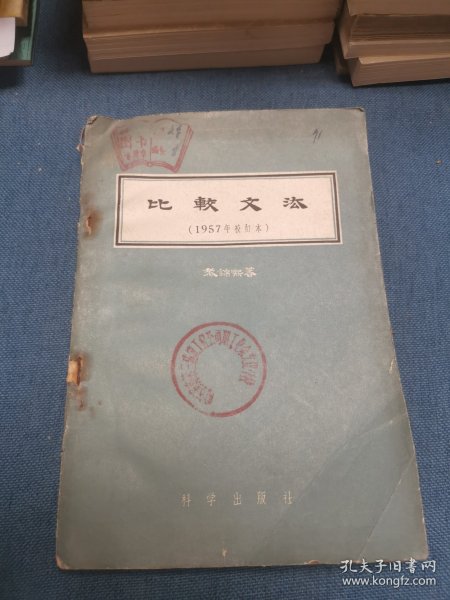 71
比較文法
(1957年校訂本)
黎錦熙著
科学出版社
孔夫子旧书网
www.kongfz.com